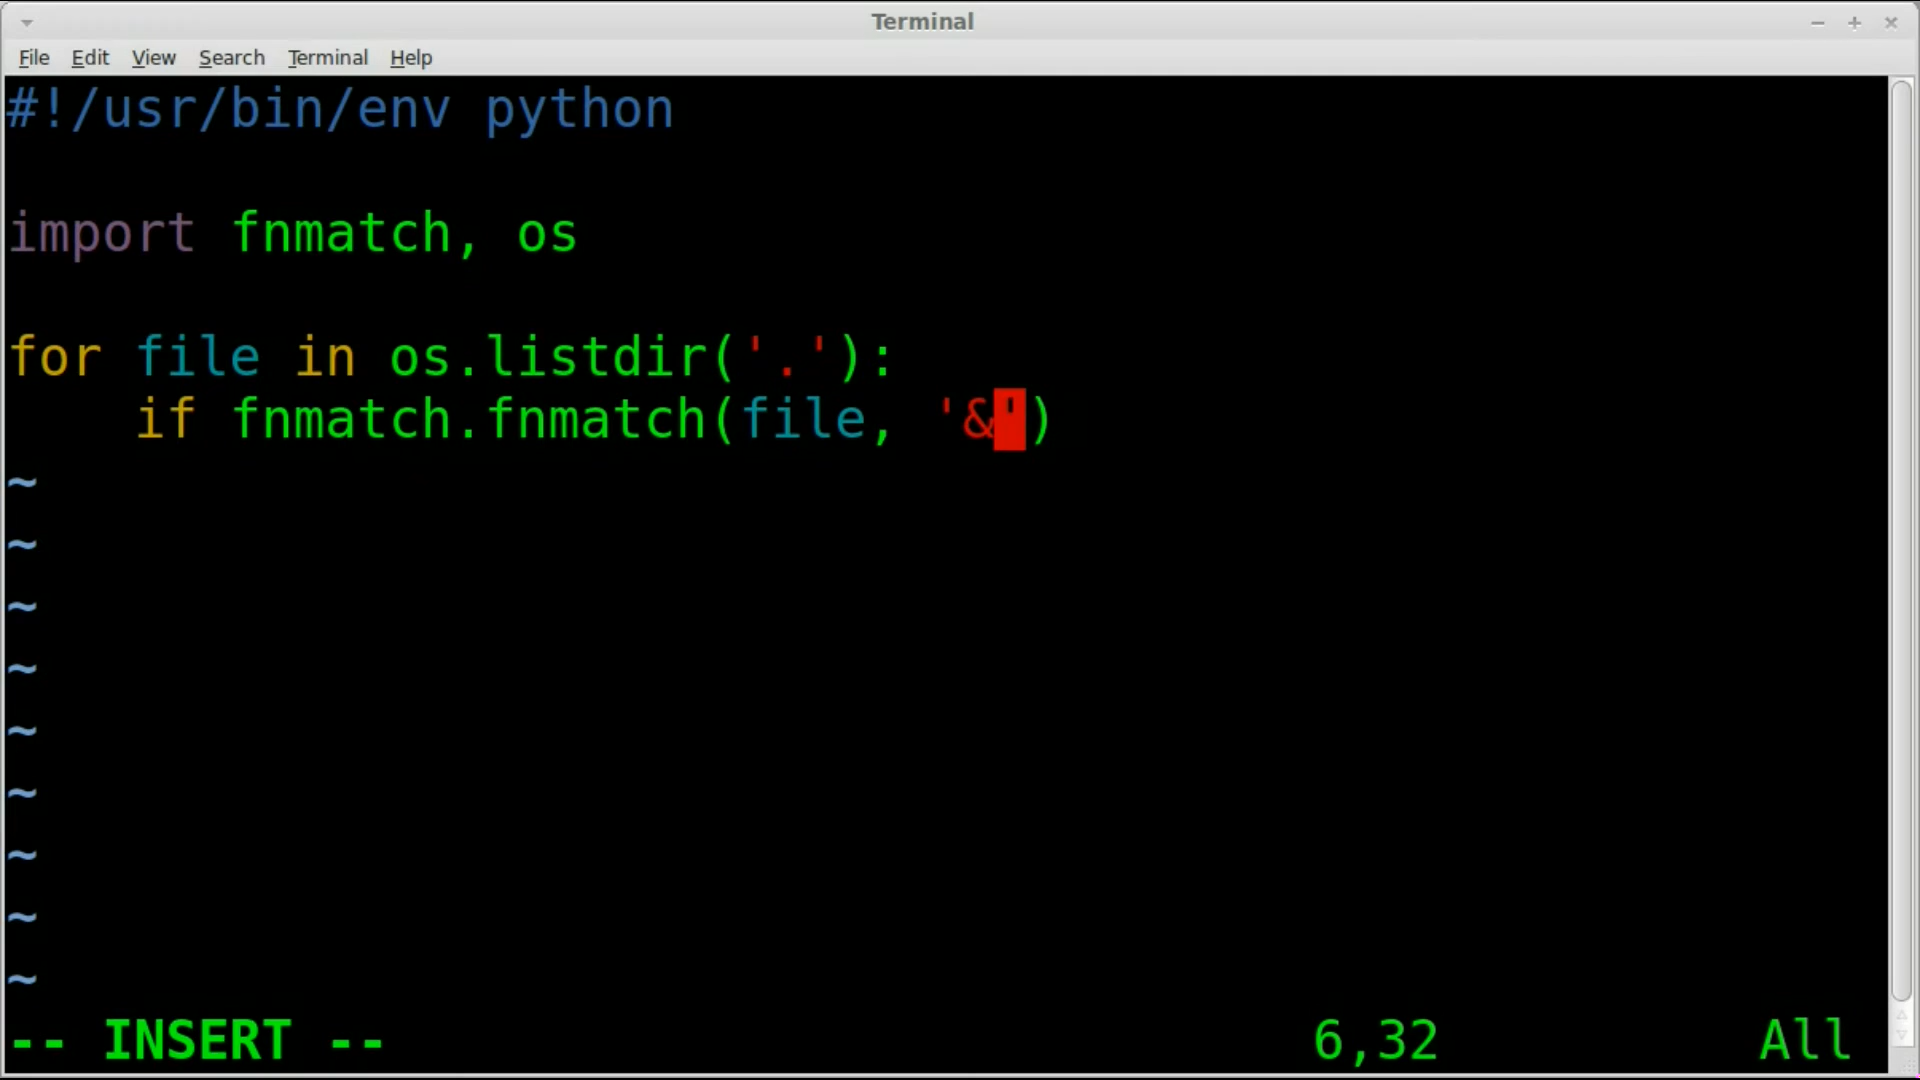 Terminal
File Edit View Search Terminal Help
#!/usr/bin/env python
import fnmatch, os
for file in os.listdir('.'):
    if fnmatch.fnmatch(file, '&')
~
~
~
~
~
~
~
~
~
-- INSERT -- 6,32 All